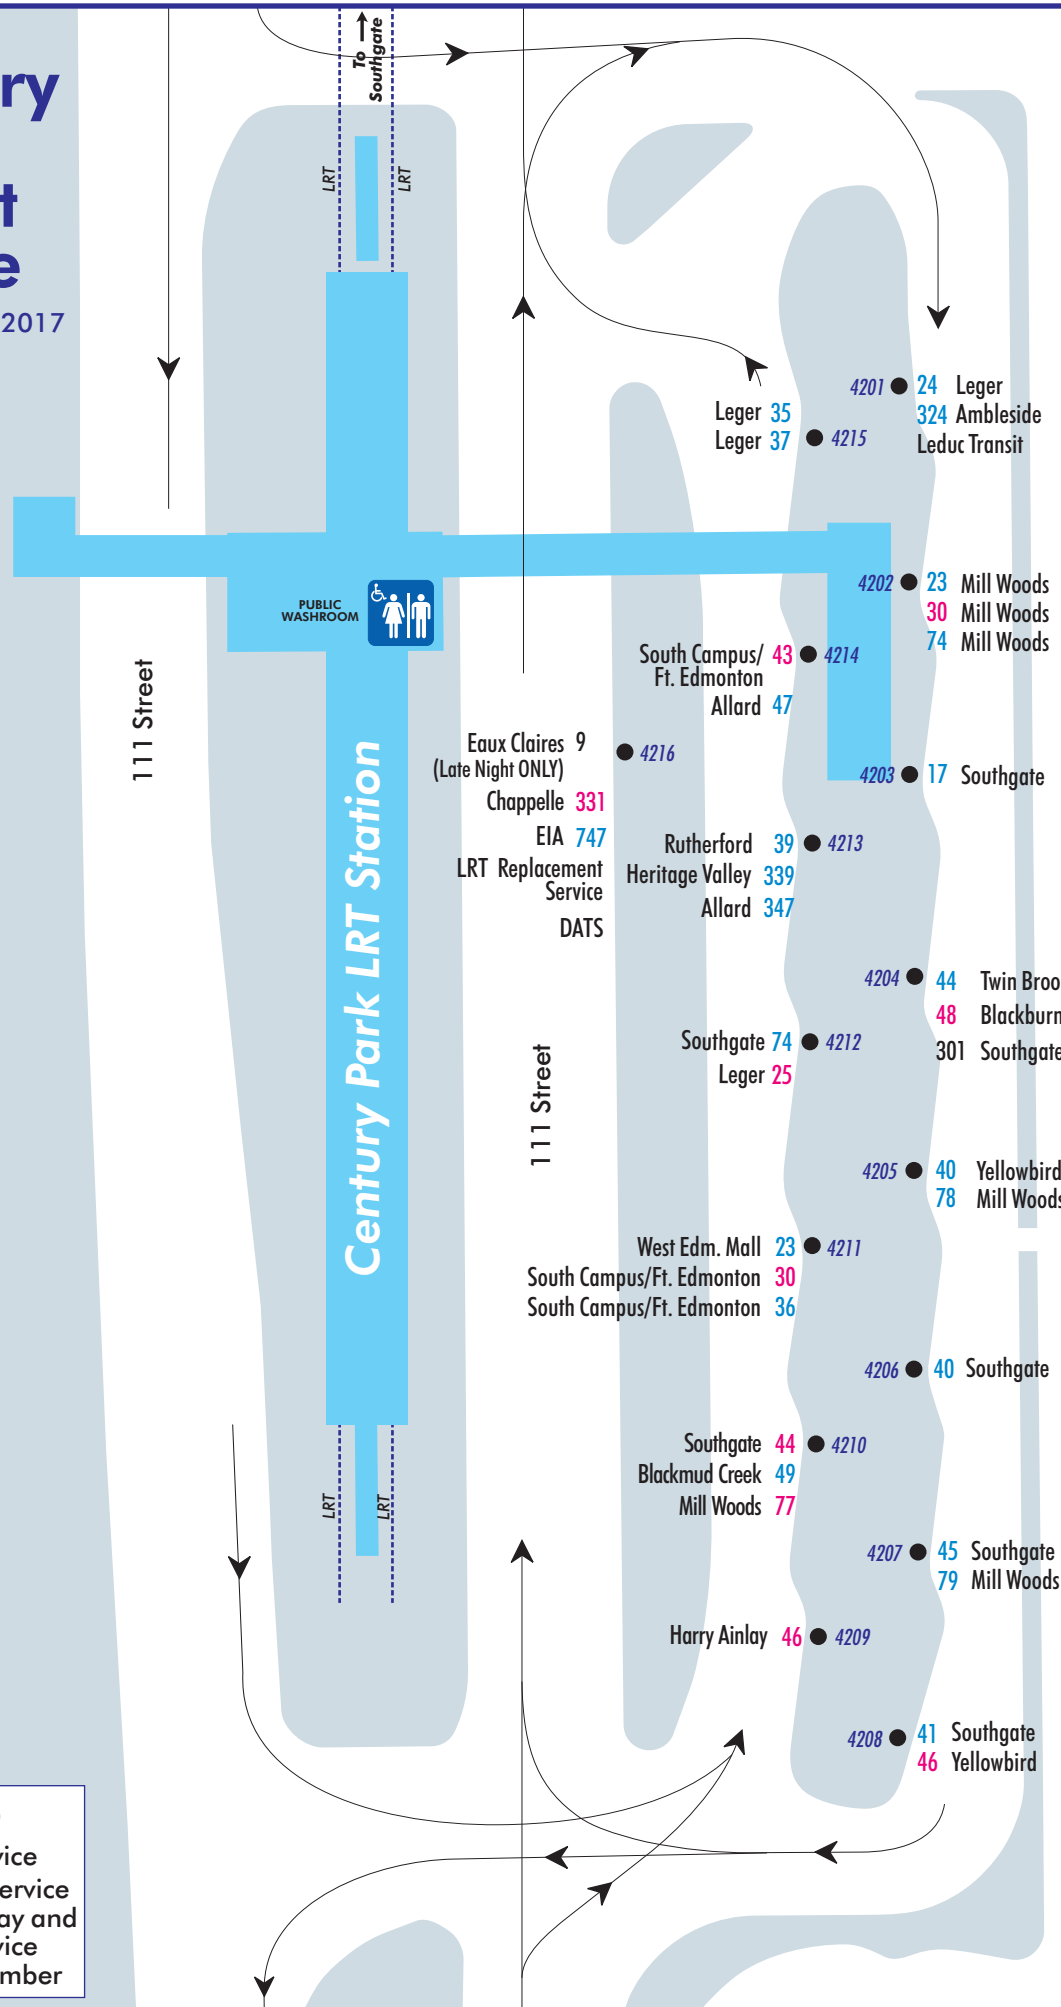 ry
t
e
2017
To
Southgate
LRT
LRT
4201 24 Leger
324 Ambleside
Leduc Transit
Leger 35
Leger 37 4215
4202 23 Mill Woods
30 Mill Woods
74 Mill Woods
PUBLIC
WASHROOM
South Campus/ 43 4214
Ft. Edmonton
Allard 47
111 Street
Century Park LRT Station
Eaux Claires 9 4216
(Late Night ONLY)
Chappelle 331
EIA 747
LRT Replacement
Service
DATS
4203 17 Southgate
Rutherford 39 4213
Heritage Valley 339
Allard 347
4204 44 Twin Broo
48 Blackburn
301 Southgate
Southgate 74 4212
Leger 25
111 Street
4205 40 Yellowbird
78 Mill Woods
West Edm. Mall 23 4211
South Campus/Ft. Edmonton 30
South Campus/Ft. Edmonton 36
4206 40 Southgate
Southgate 44 4210
Blackmud Creek 49
Mill Woods 77
LRT
LRT
4207 45 Southgate
79 Mill Woods
Harry Ainlay 46 4209
4208 41 Southgate
46 Yellowbird
vice
ervice
ay and
vice
mber